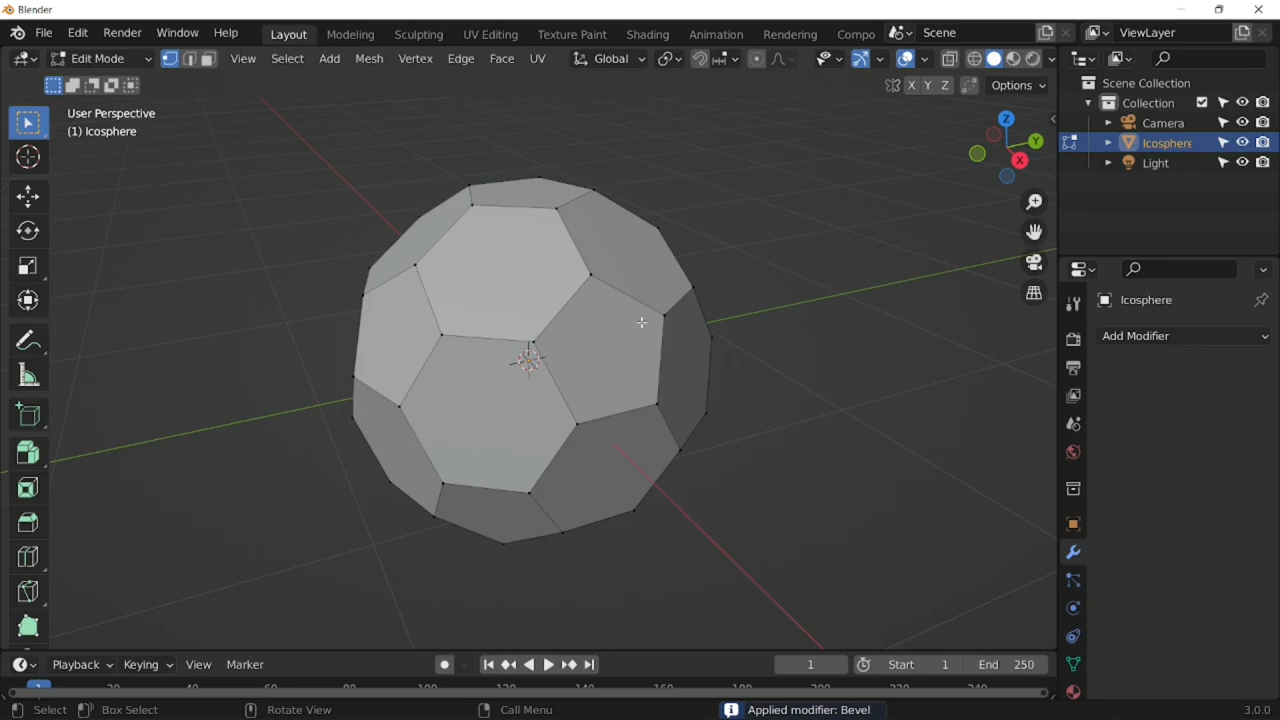 Blender
File Edit Render Window Help Layout Modeling Sculpting UV Editing Texture Paint Shading Animation Rendering Compo Scene ViewLayer
Edit Mode View Select Add Mesh Vertex Edge Face UV Global
X Y Z Options
User Perspective
(1) Icosphere
Z
Y
X
Scene Collection
Collection
Camera
Icosphere
Light
Icosphere
Add Modifier
Playback Keying View Marker 1 Start 1 End 250
1
Select Box Select Rotate View Call Menu Applied modifier: Bevel 3.0.0